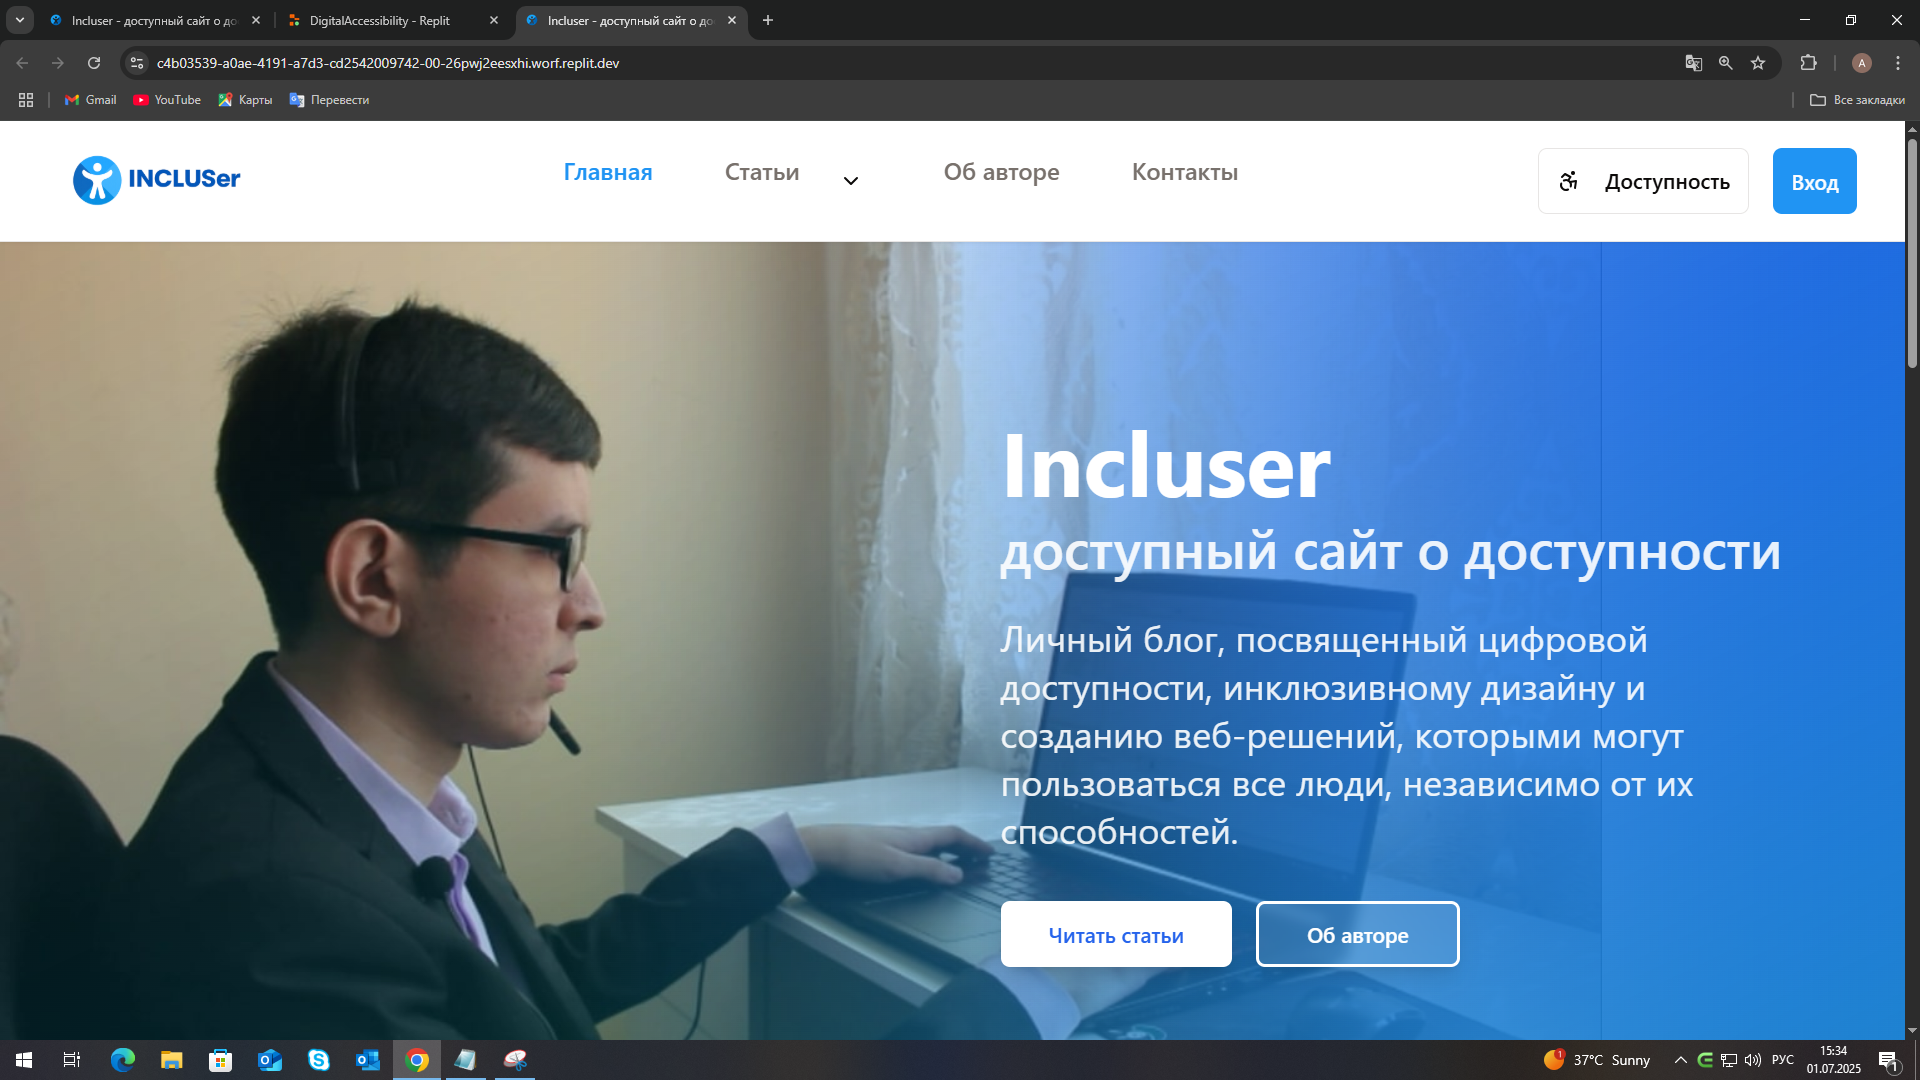 Incluser - доступный сайт о до
DigitalAccessibility - Replit
Incluser - доступный сайт о до
c4b03539-a0ae-4191-a7d3-cd2542009742-00-26pwj2eesxhi.worf.replit.dev
A
Gmail
YouTube
Карты
Перевести
Все закладки
INCLUSer
Главная
Статьи
Об авторе
Контакты
Доступность
Вход
Incluser
доступный сайт о доступности
Личный блог, посвященный цифровой
доступности, инклюзивному дизайну и
созданию веб-решений, которыми могут
пользоваться все люди, независимо от их
способностей.
Читать статьи
Об авторе
1
37°C Sunny
РУС
15:34
01.07.2025
1